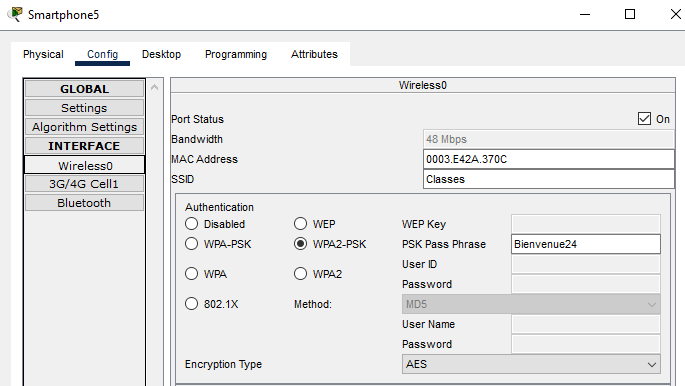 Smartphone5
Physical Config Desktop Programming Attributes
GLOBAL
Settings
Algorithm Settings
INTERFACE
Wireless0
3G/4G Cell1
Bluetooth
Wireless0
Port Status On
Bandwidth 48 Mbps
MAC Address 0003.E42A.370C
SSID Classes
Authentication
Disabled WEP WEP Key
WPA-PSK WPA2-PSK PSK Pass Phrase Bienvenue24
User ID
WPA WPA2
Password
802.1X Method: MD5
User Name
Password
Encryption Type AES